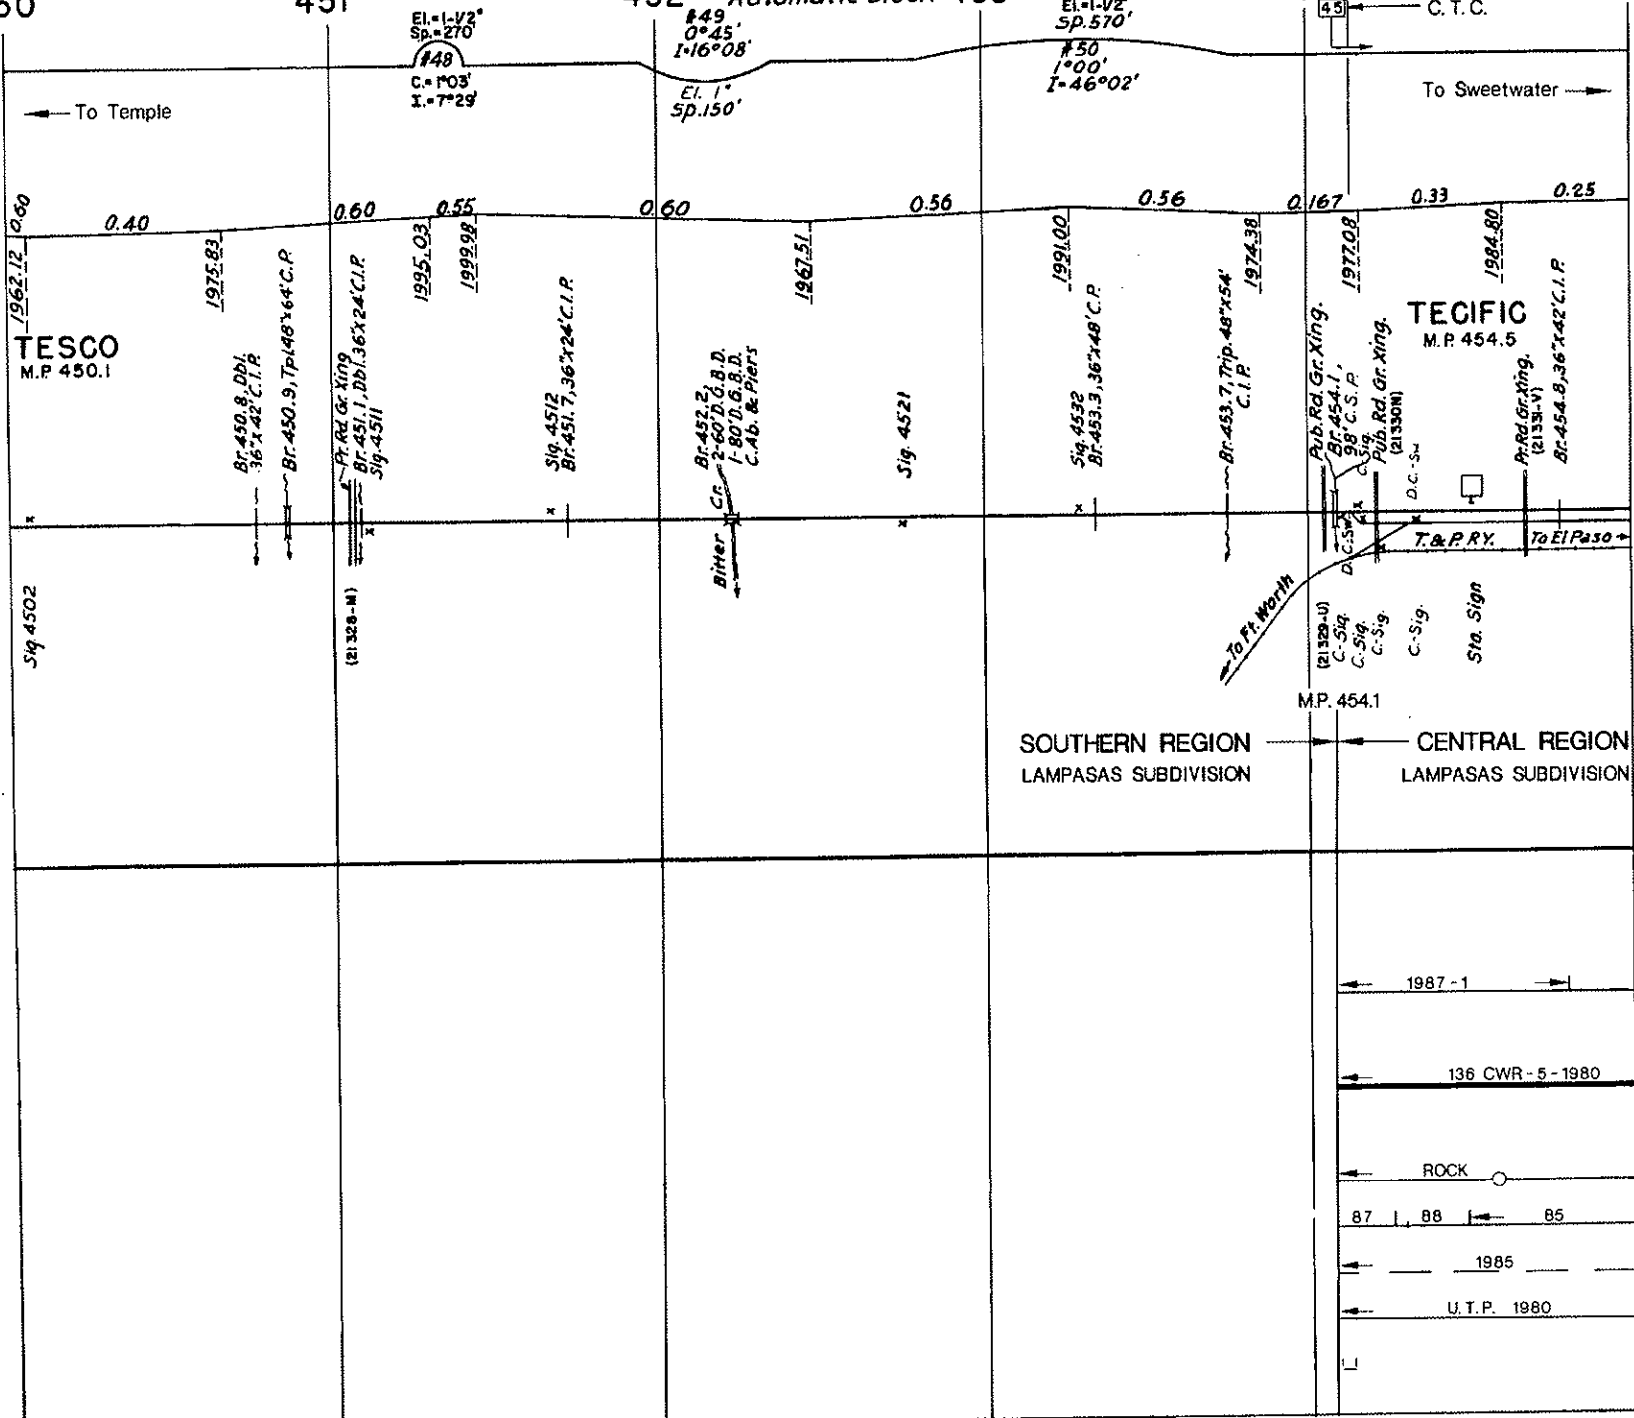 451
El.=1-1/2"
Sp.=270'
#48
C.=1°03'
I.=7°29'
#49
0°45'
I=16°08'
El. 1"
Sp.150'
Automatic Block
El.=1-1/2"
Sp.570'
#50
1°00'
I=46°02'
45
C.T.C.
To Temple
To Sweetwater
0.60
0.40
0.60
0.55
0.60
0.56
0.56
0.167
0.33
0.25
1962.12
1975.83
1995.03
1999.98
1967.51
1991.00
1974.38
1977.08
1984.80
TESCO
M.P. 450.1
TECIFIC
M.P. 454.5
Br.450.8, Dbl.
36"x42' C.I.P.
Br.450.9, Tpl.48"x64' C.P.
Pr. Rd. Gr. Xing
Br.451.1, Dbl.36"x24' C.I.P.
Sig.4511
Sig.4512
Br.451.7, 36"x24' C.I.P.
Br.452.2,
2-60' D.G.B.D.
1-80' D.G.B.D.
C.Ab. & Piers
Bitter Cr.
Sig. 4521
Sig.4532
Br.453.3, 36"x48' C.P.
Br.453.7, Trip.48"x54'
C.I.P.
Pub. Rd. Gr. Xing.
Br.454.1,
98' C.S.P.
C-Sig.
Pub. Rd. Gr. Xing.
(21330N)
D.C.-Sw.
Pr.Rd.Gr.Xing.
(21331-V)
Br.454.8, 36"x42' C.I.P.
D.C.-Sw.
T.&P. RY.
To El Paso
To Ft. Worth
Sig.4502
(21328-M)
(21329-U)
C-Sig.
C-Sig.
C-Sig.
C-Sig.
Sta. Sign
M.P. 454.1
SOUTHERN REGION
LAMPASAS SUBDIVISION
CENTRAL REGION
LAMPASAS SUBDIVISION
1987-1
136 CWR-5-1980
ROCK
87 88 85
1985
U.T.P. 1980